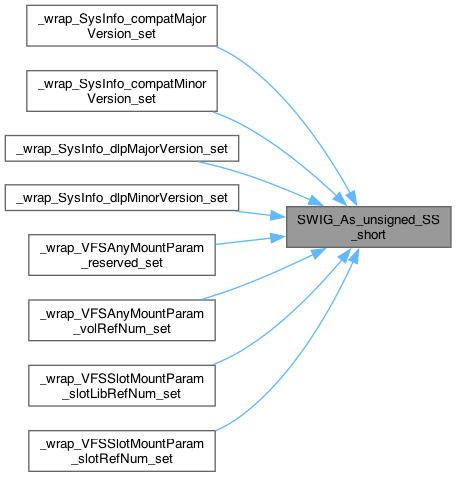 _wrap_SysInfo_compatMajor
Version_set
_wrap_SysInfo_compatMinor
Version_set
_wrap_SysInfo_dlpMajorVersion_set
_wrap_SysInfo_dlpMinorVersion_set
SWIG_As_unsigned_SS
_short
_wrap_VFSAnyMountParam
_reserved_set
_wrap_VFSAnyMountParam
_volRefNum_set
_wrap_VFSSlotMountParam
_slotLibRefNum_set
_wrap_VFSSlotMountParam
_slotRefNum_set